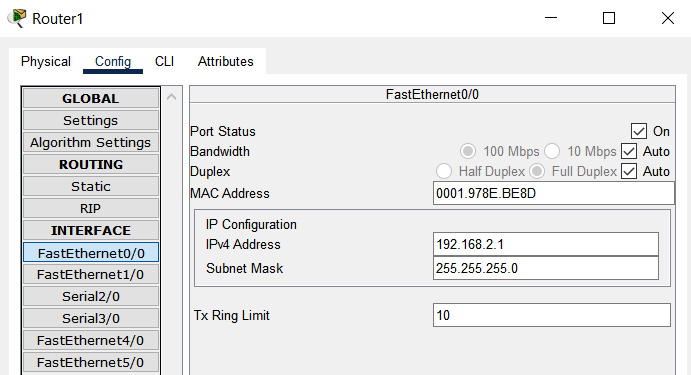 Router1
Physical Config CLI Attributes
GLOBAL
Settings
Algorithm Settings
ROUTING
Static
RIP
INTERFACE
FastEthernet0/0
FastEthernet1/0
Serial2/0
Serial3/0
FastEthernet4/0
FastEthernet5/0
FastEthernet0/0
Port Status On
Bandwidth 100 Mbps 10 Mbps Auto
Duplex Half Duplex Full Duplex Auto
MAC Address 0001.978E.BE8D
IP Configuration
IPv4 Address 192.168.2.1
Subnet Mask 255.255.255.0
Tx Ring Limit 10